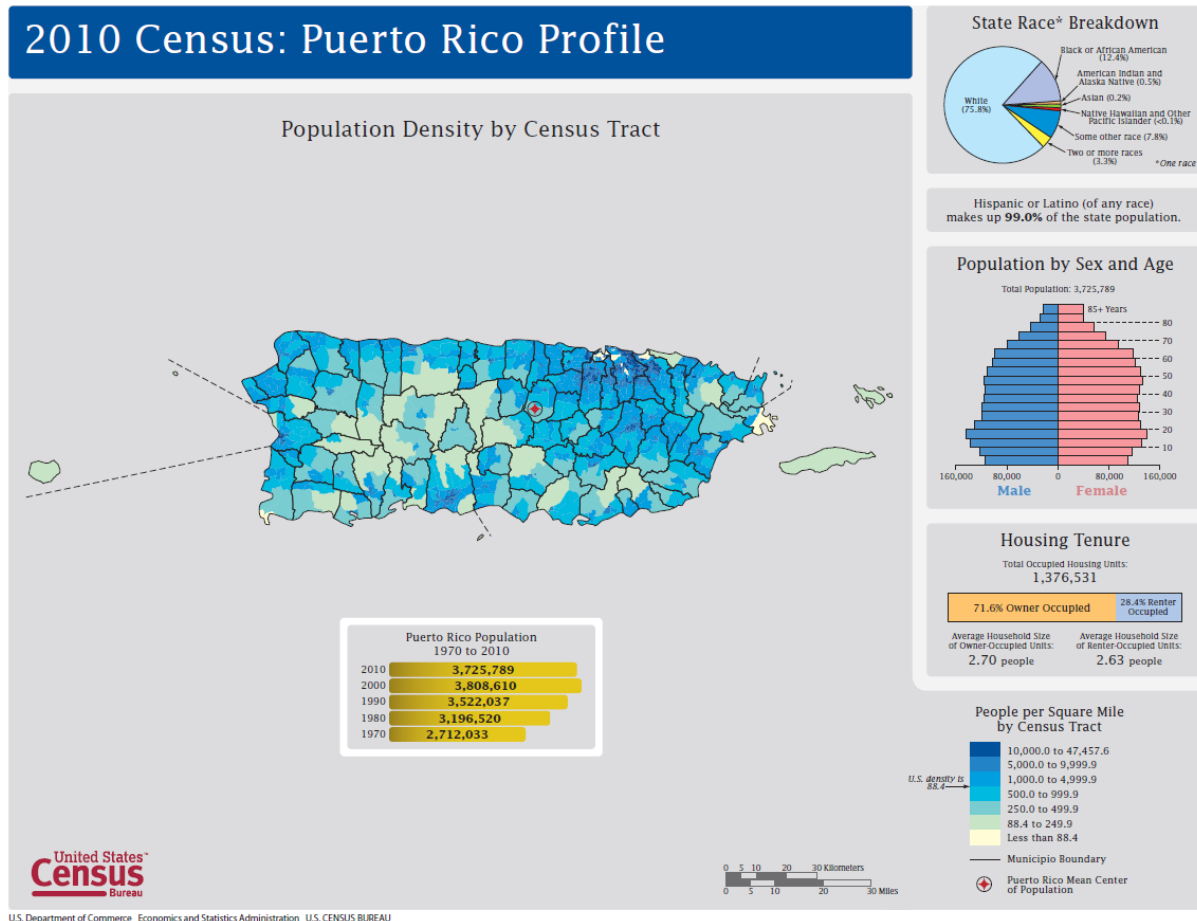 2010 Census: Puerto Rico Profile
Population Density by Census Tract
Puerto Rico Population
1970 to 2010
2010 3,725,789
2000 3,808,610
1990 3,522,037
1980 3,196,520
1970 2,712,033
United States™
Census
Bureau
U.S. Department of Commerce Economics and Statistics Administration U.S. CENSUS BUREAU
State Race* Breakdown
Black or African American
(12.4%)
American Indian and
Alaska Native (0.5%)
Asian (0.2%)
Native Hawaiian and Other
Pacific Islander (<0.1%)
Some other race (7.8%)
Two or more races
(3.3%)
White
(75.8%)
*One race
Hispanic or Latino (of any race)
makes up 99.0% of the state population.
Population by Sex and Age
Total Population: 3,725,789
85+ Years
80
70
60
50
40
30
20
10
160,000 80,000 0 80,000 160,000
Male Female
Housing Tenure
Total Occupied Housing Units:
1,376,531
71.6% Owner Occupied
28.4% Renter
Occupied
Average Household Size
of Owner-Occupied Units:
2.70 people
Average Household Size
of Renter-Occupied Units:
2.63 people
People per Square Mile
by Census Tract
10,000.0 to 47,457.6
5,000.0 to 9,999.9
1,000.0 to 4,999.9
500.0 to 999.9
250.0 to 499.9
88.4 to 249.9
Less than 88.4
U.S. density is
88.4
Municipio Boundary
Puerto Rico Mean Center
of Population
0 5 10 20 30 Kilometers
0 5 10 20 30 Miles